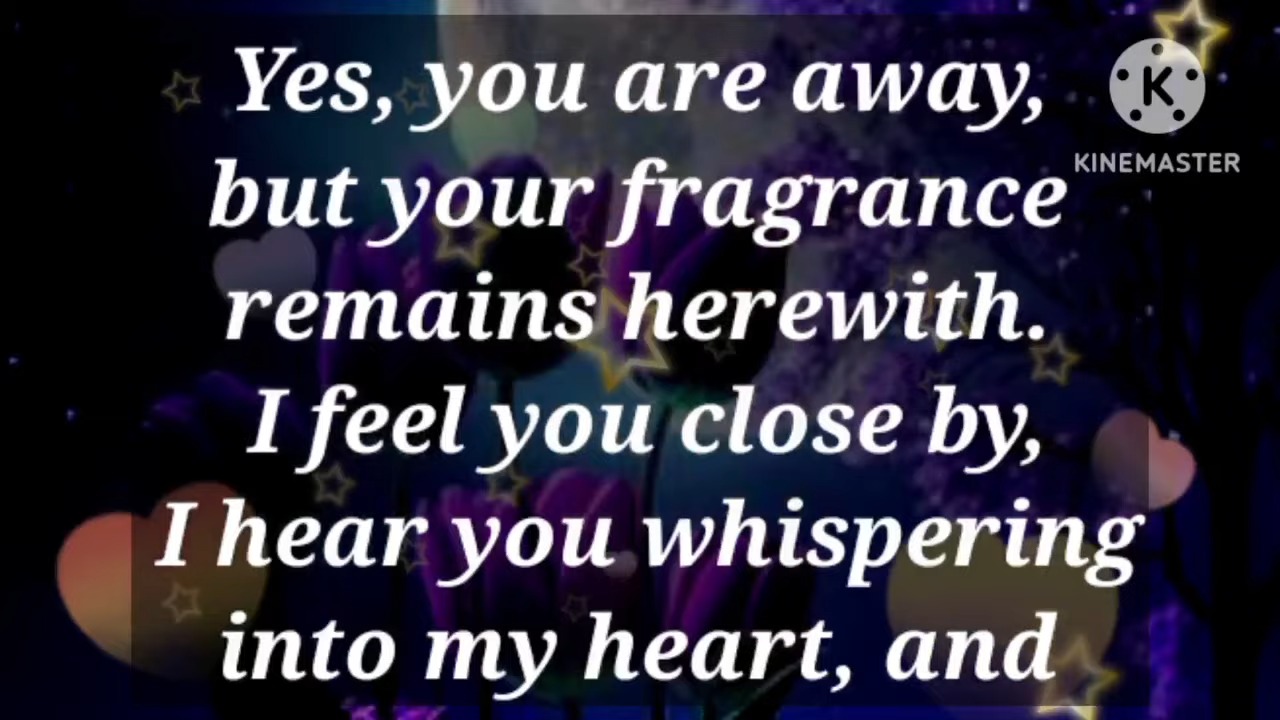 Yes, you are away,
but your fragrance
remains herewith.
I feel you close by,
I hear you whispering
into my heart, and
K
KINEMASTER